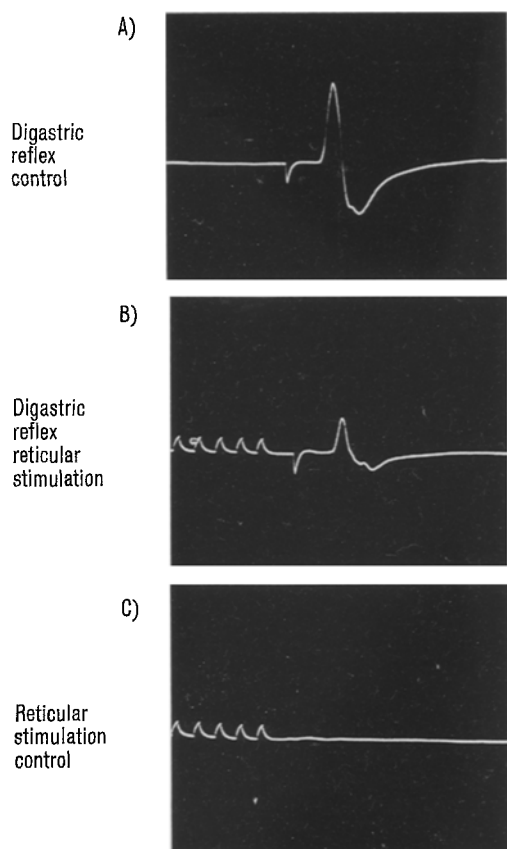 A)
Digastric
reflex
control
B)
Digastric
reflex
reticular
stimulation
C)
Reticular
stimulation
control